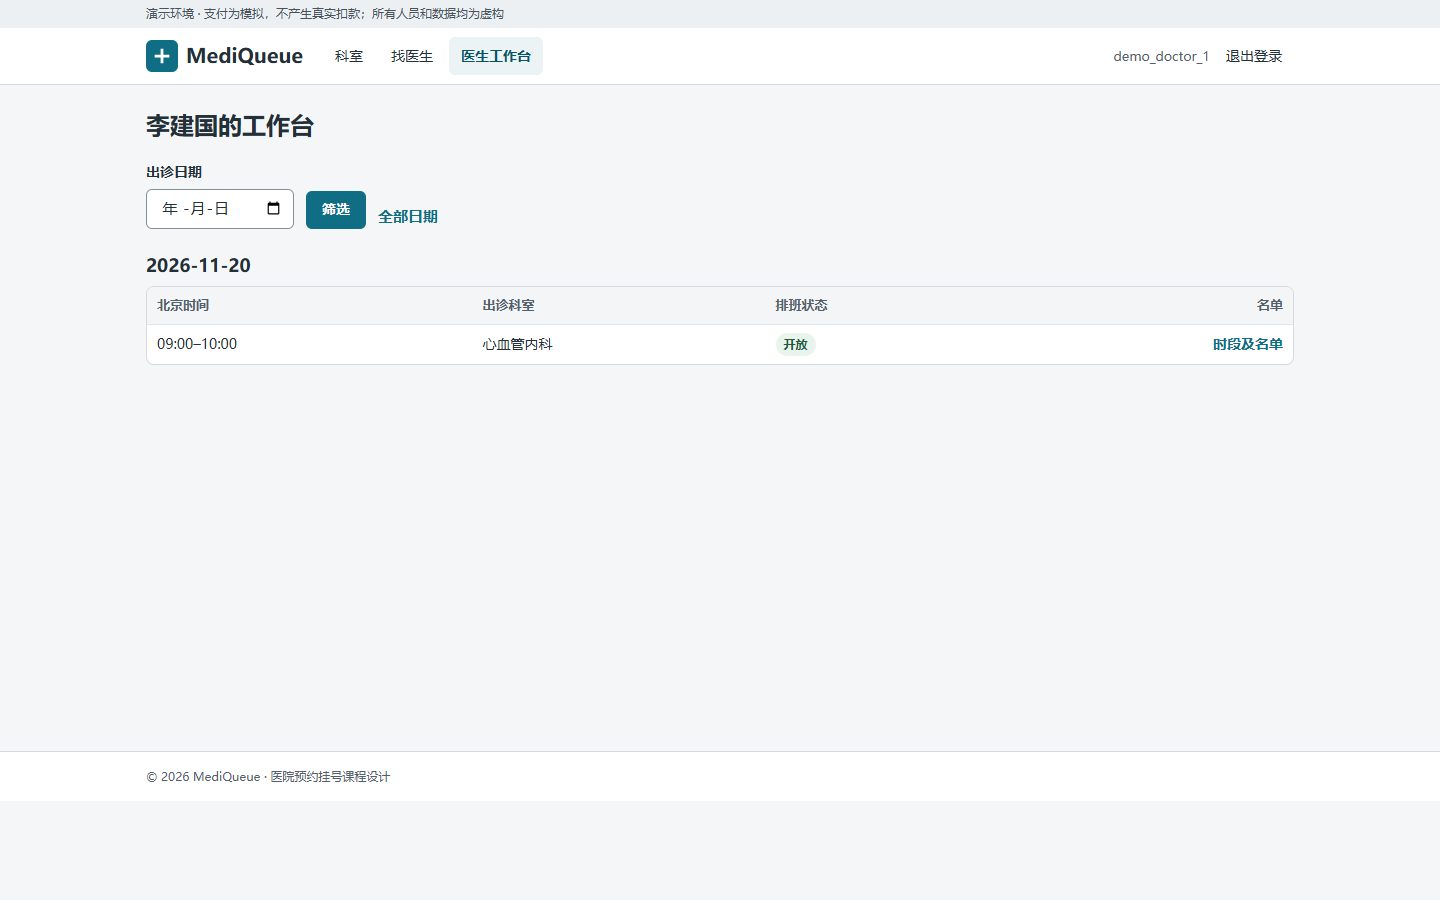 演示环境 · 支付为模拟，不产生真实扣款；所有人员和数据均为虚构
MediQueue 科室 找医生 医生工作台 demo_doctor_1 退出登录
李建国的工作台
出诊日期
年 -月-日 筛选 全部日期
2026-11-20
北京时间 出诊科室 排班状态 名单
09:00–10:00 心血管内科 开放 时段及名单
© 2026 MediQueue · 医院预约挂号课程设计